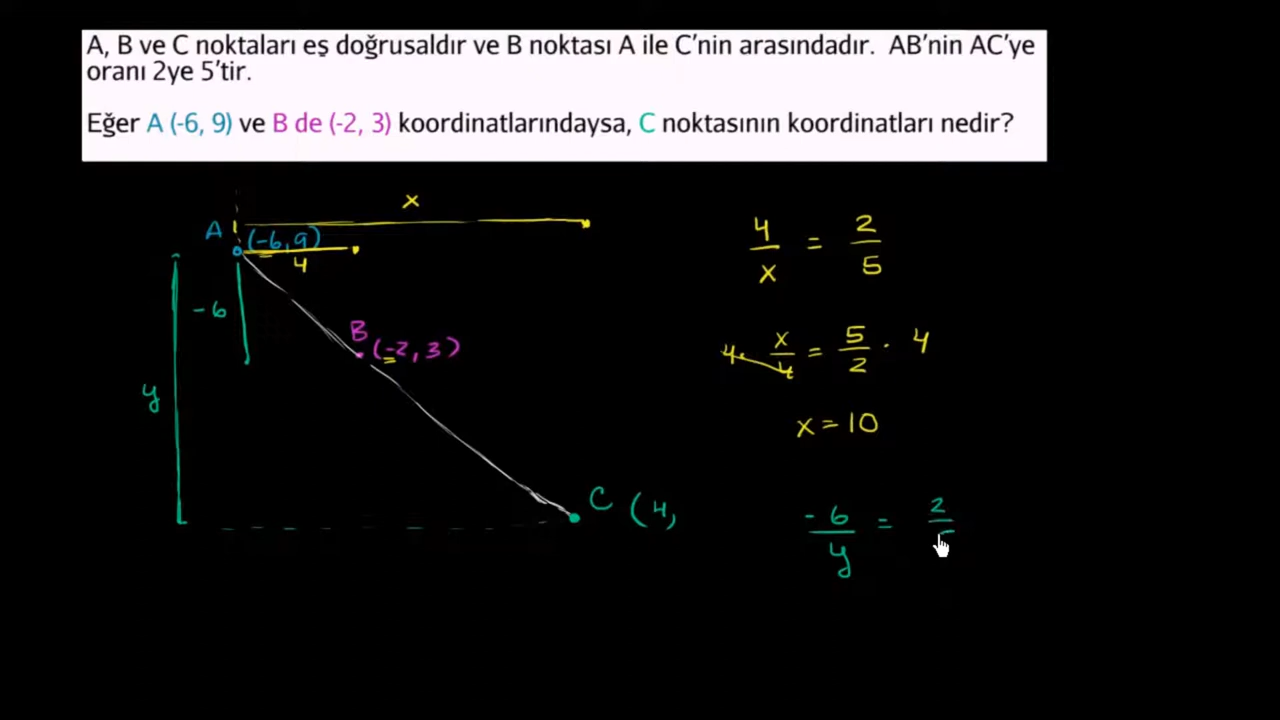 A, B ve C noktaları eş doğrusaldır ve B noktası A ile C'nin arasındadır. AB'nin AC'ye
oranı 2ye 5'tir.
Eğer A (-6, 9) ve B de (-2, 3) koordinatlarındaysa, C noktasının koordinatları nedir?
x
A (-6, 9)
4
-6
B (-2, 3)
y
C (4,
4/x = 2/5
4 · x/4 = 5/2 · 4
x = 10
-6/y = 2/